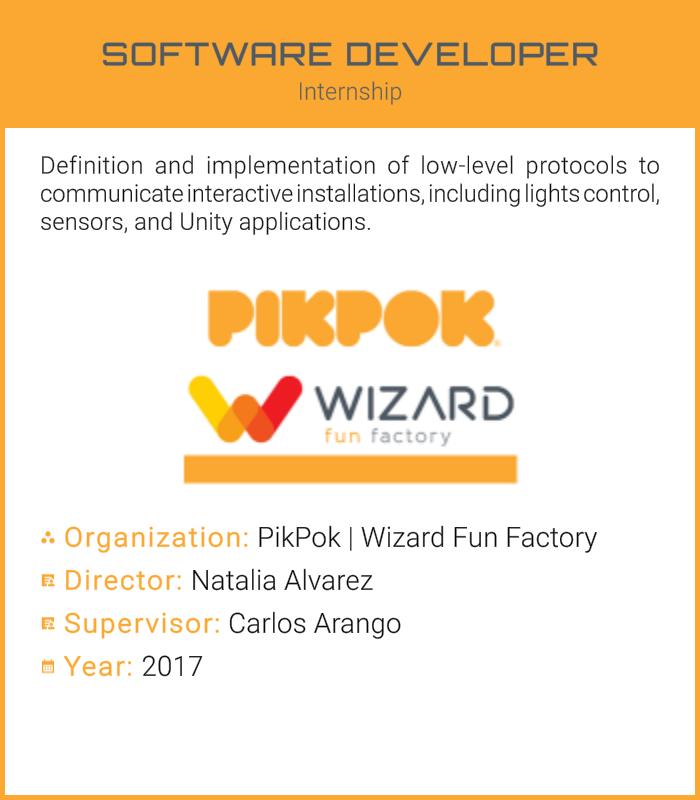 SOFTWARE DEVELOPER
Internship
Definition and implementation of low-level protocols to
communicate interactive installations, including lights control,
sensors, and Unity applications.
PIKPOK
WIZARD
fun factory
Organization: PikPok | Wizard Fun Factory
Director: Natalia Alvarez
Supervisor: Carlos Arango
Year: 2017